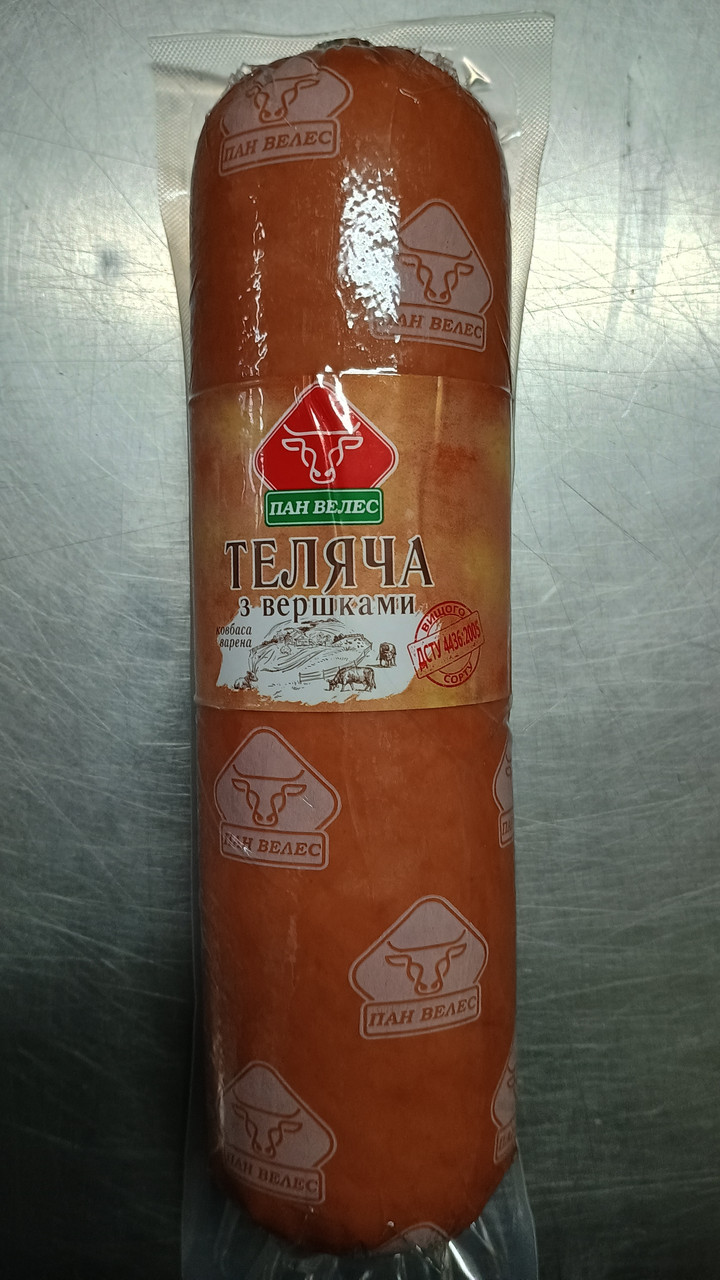 ПАН ВЕЛЕС
ПАН ВЕЛЕС
ПАН ВЕЛЕС
ТЕЛЯЧА
з вершками
ковбаса
варена
ВИЩОГО
ДСТУ 4436:2005
СОРТУ
ПАН ВЕЛЕС
ПАН ВЕЛЕС
ПАН ВЕЛЕС